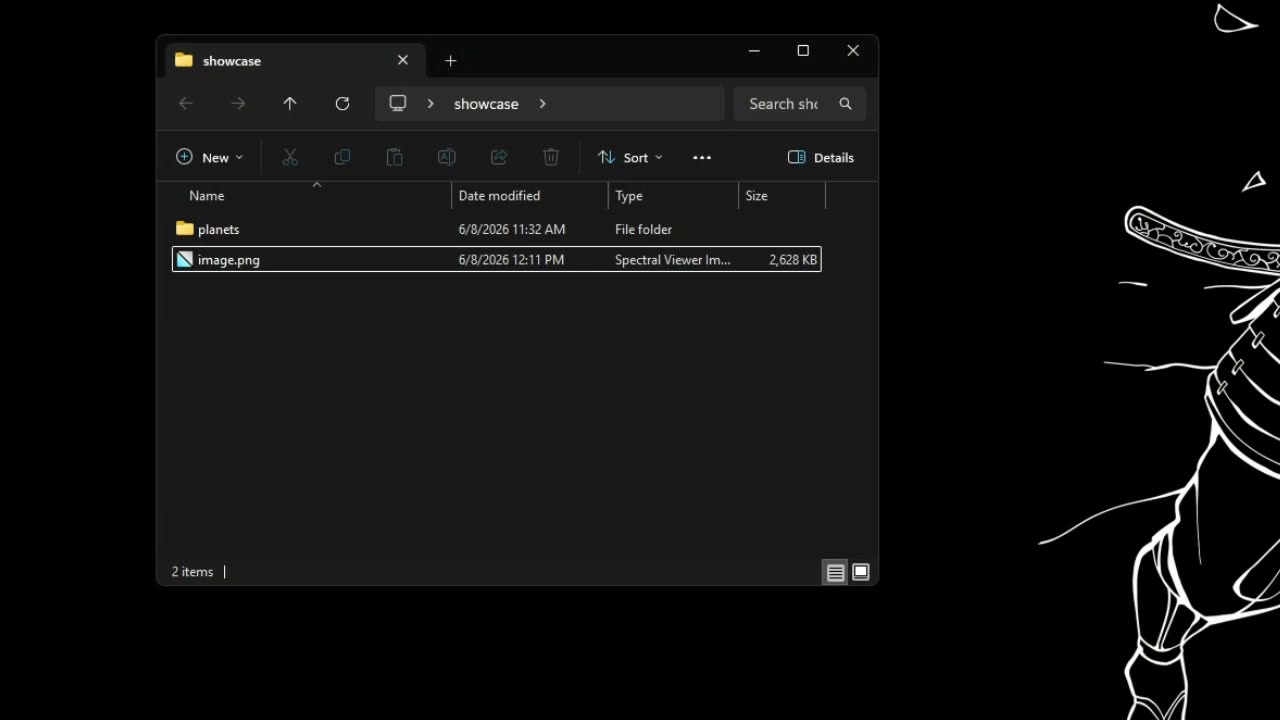 showcase
showcase
Search sho
New
Sort
Details
Name Date modified Type Size
planets 6/8/2026 11:32 AM File folder
image.png 6/8/2026 12:11 PM Spectral Viewer Im... 2,628 KB
2 items